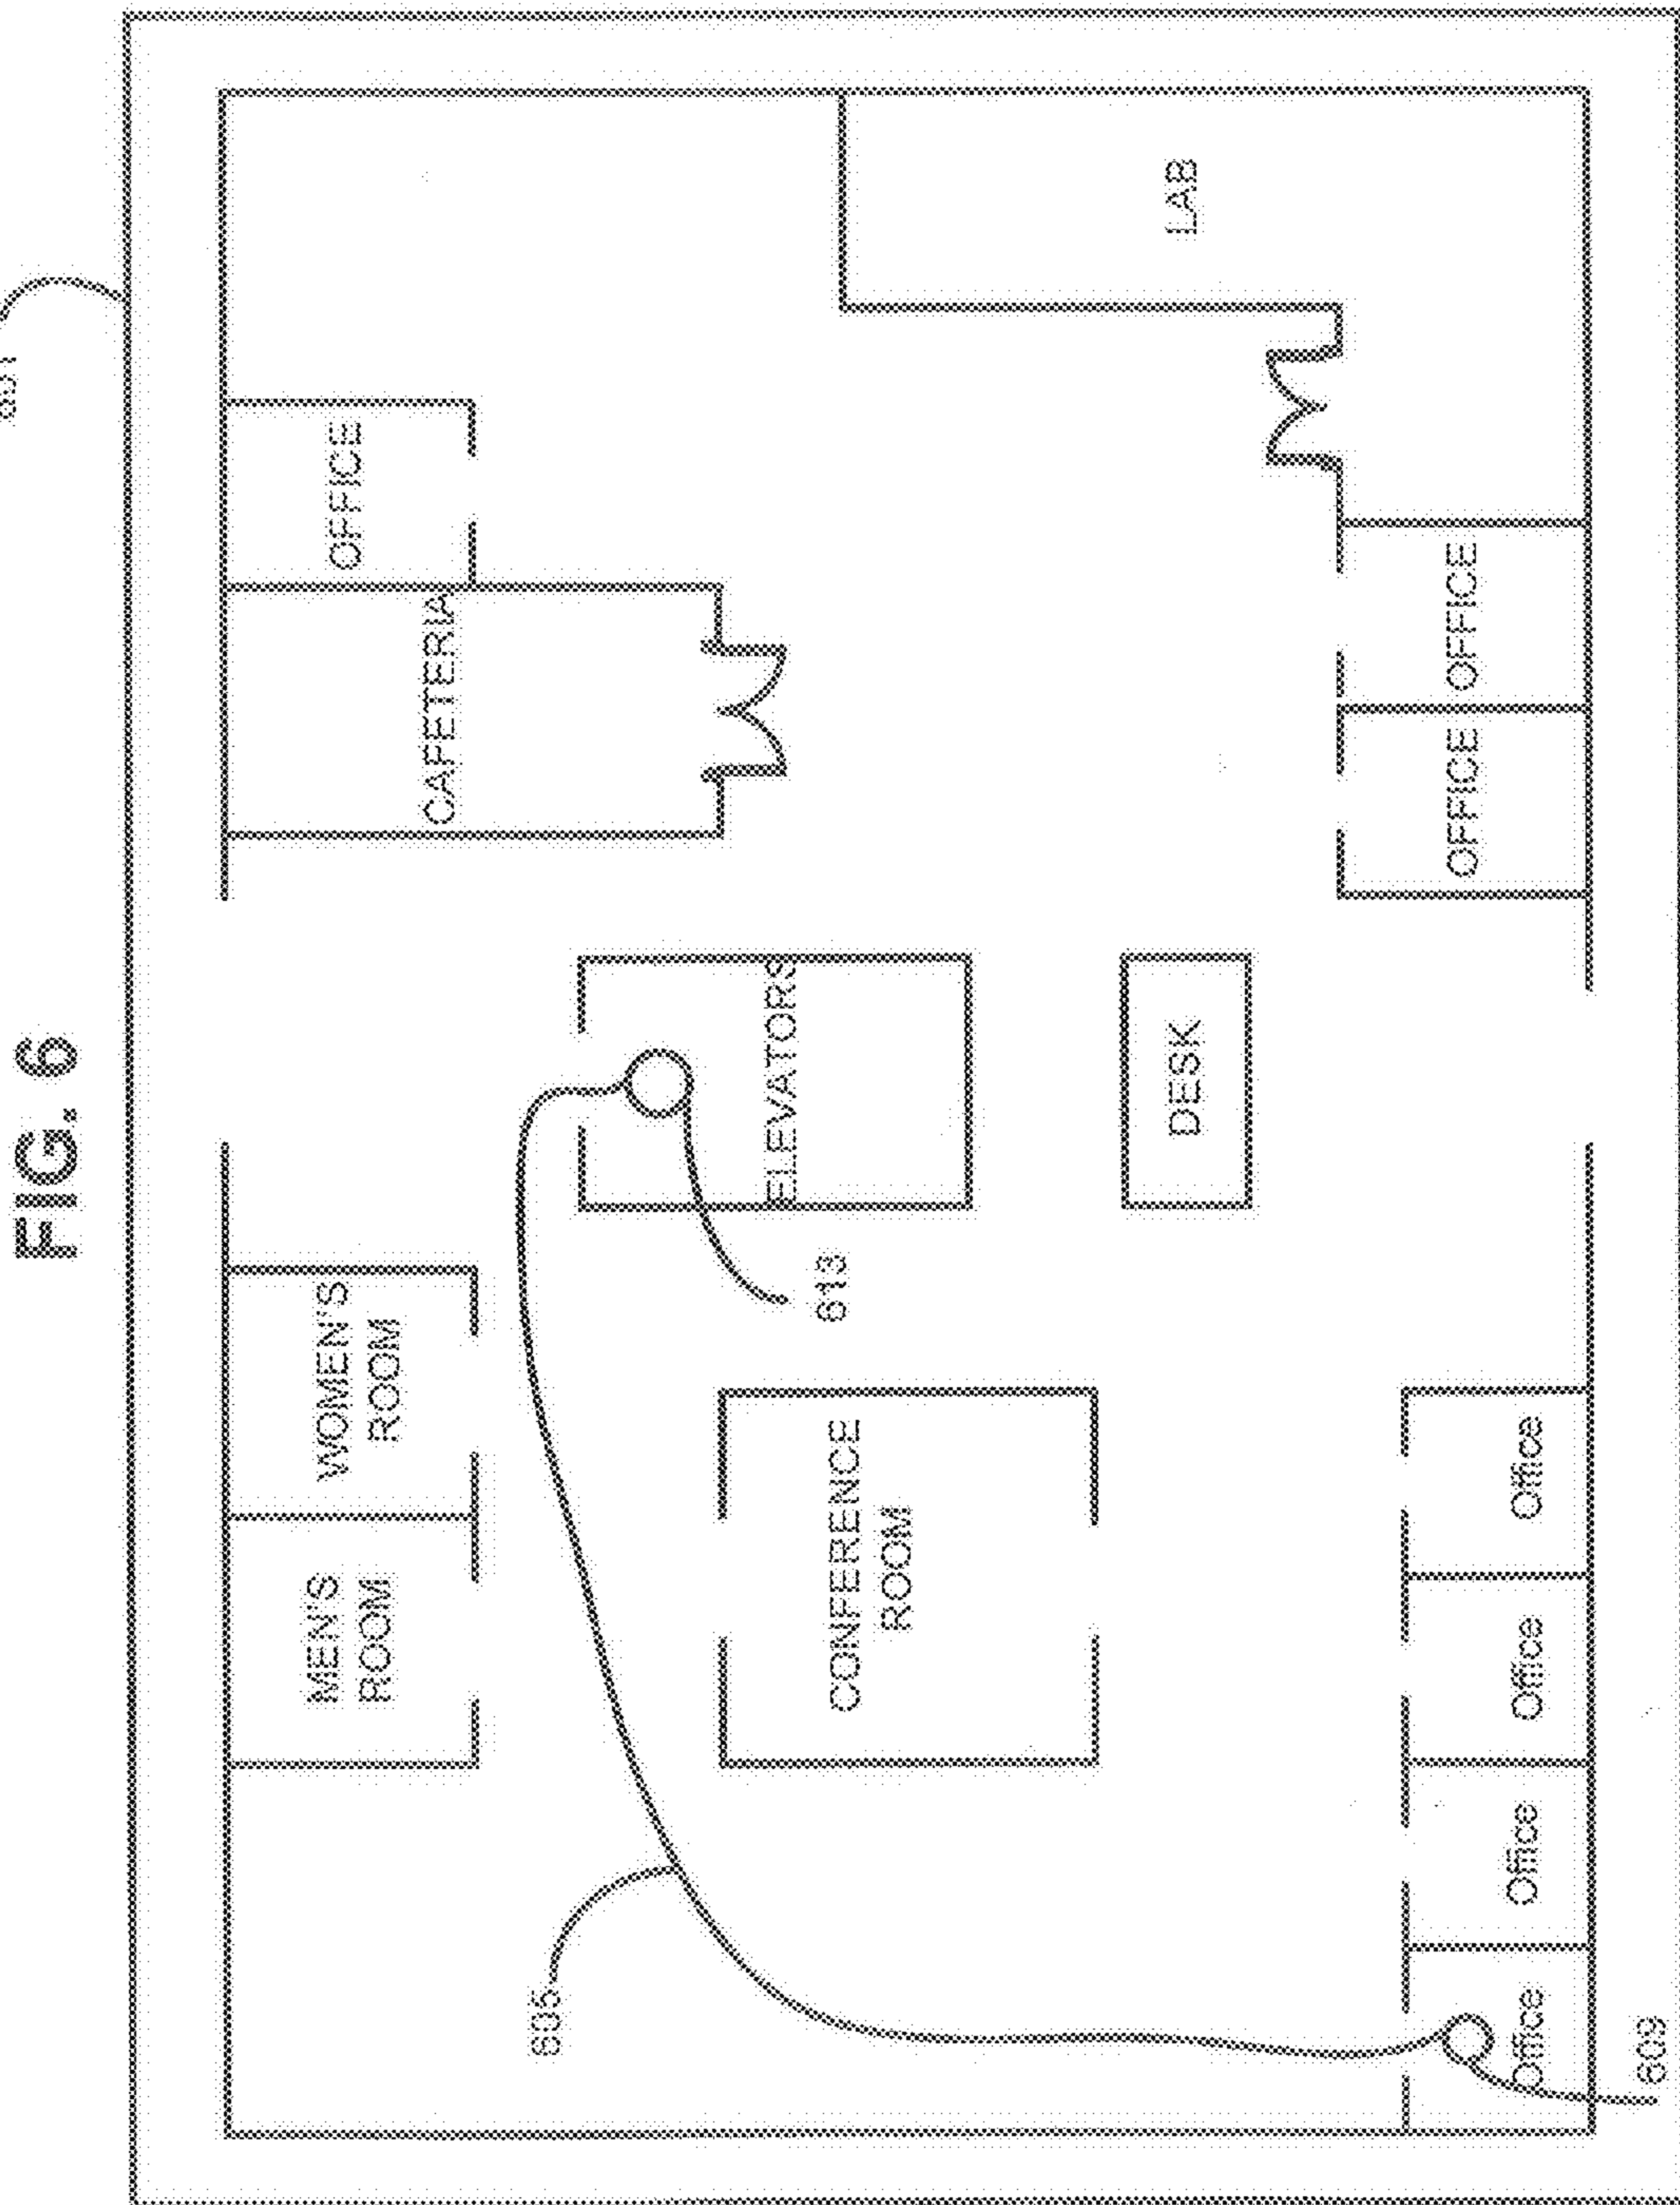 FIG. 6
601
MEN'S
ROOM
WOMEN'S
ROOM
CAFETERIA
OFFICE
605
ELEVATORS
613
CONFERENCE
ROOM
DESK
LAB
Office
Office
Office
Office
OFFICE
OFFICE
609